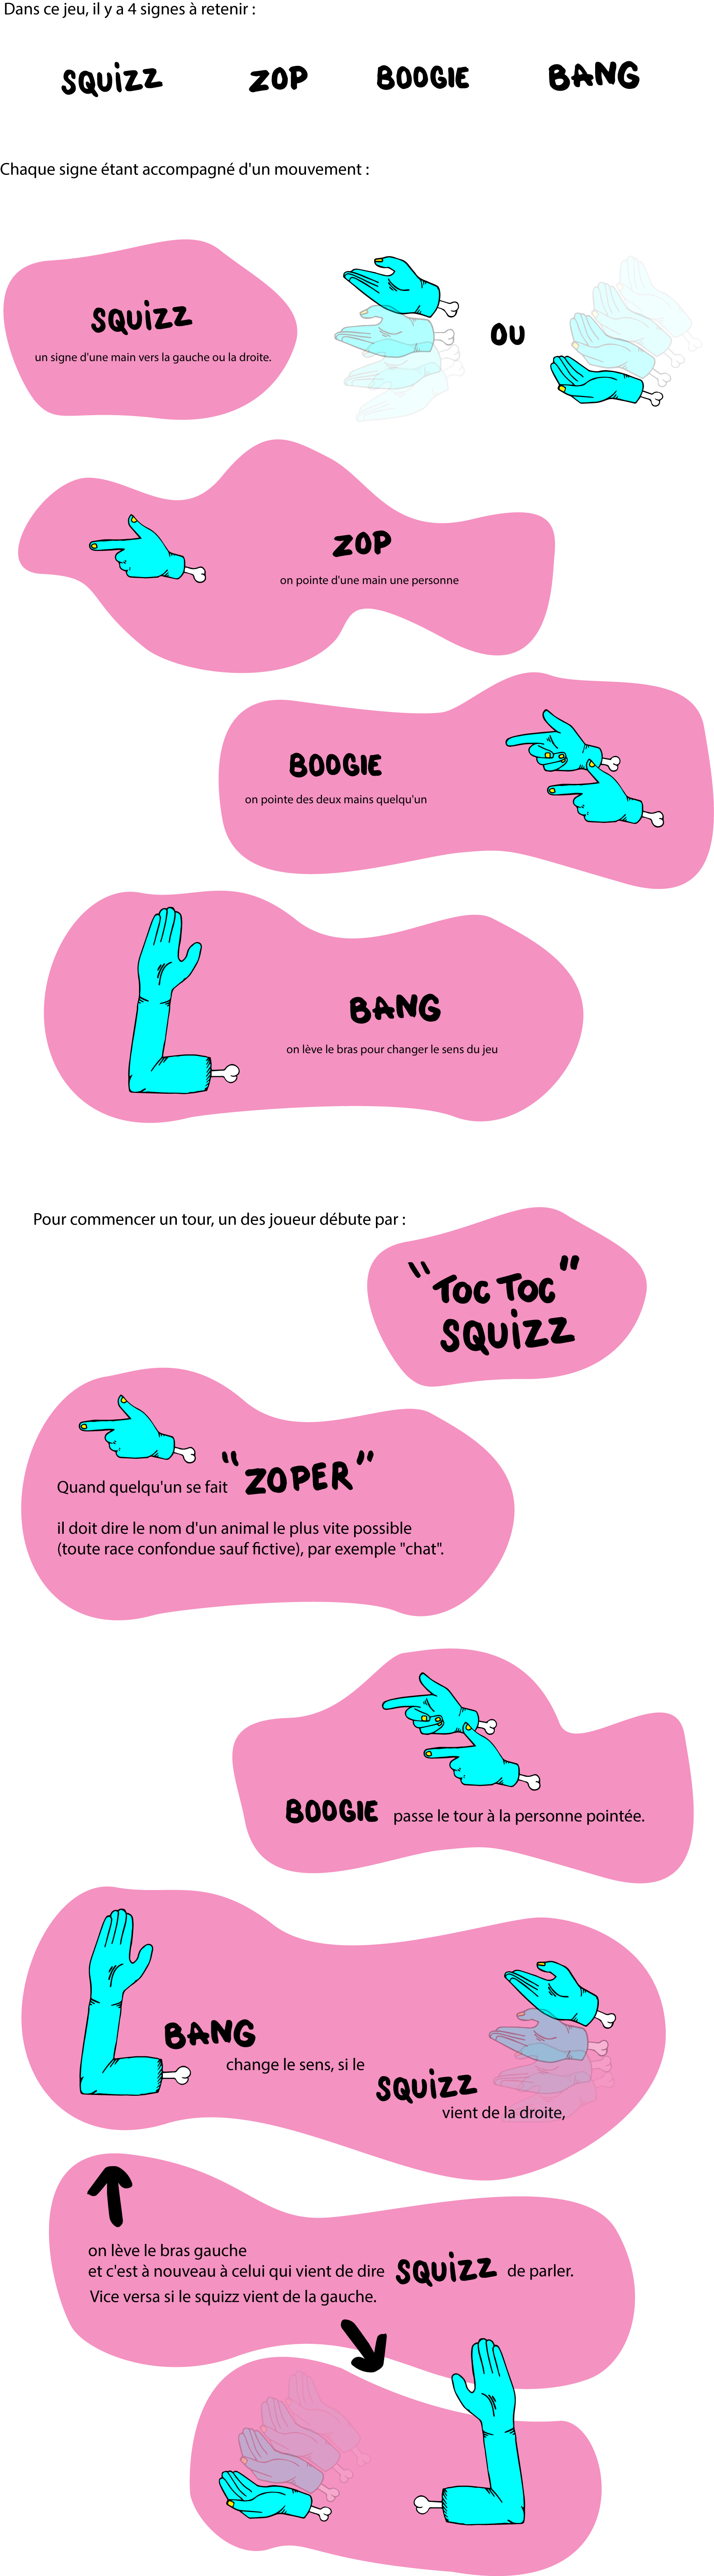 Dans ce jeu, il y a 4 signes à retenir :
SQUIZZ ZOP BOOGIE BANG
Chaque signe étant accompagné d'un mouvement :
SQUIZZ
un signe d'une main vers la gauche ou la droite.
OU
ZOP
on pointe d'une main une personne
BOOGIE
on pointe des deux mains quelqu'un
BANG
on lève le bras pour changer le sens du jeu
Pour commencer un tour, un des joueur débute par :
"TOC TOC"
SQUIZZ
Quand quelqu'un se fait "ZOPER"
il doit dire le nom d'un animal le plus vite possible
(toute race confondue sauf fictive), par exemple "chat".
BOOGIE passe le tour à la personne pointée.
BANG
change le sens, si le
SQUIZZ
vient de la droite,
on lève le bras gauche
et c'est à nouveau à celui qui vient de dire SQUIZZ de parler.
Vice versa si le squizz vient de la gauche.